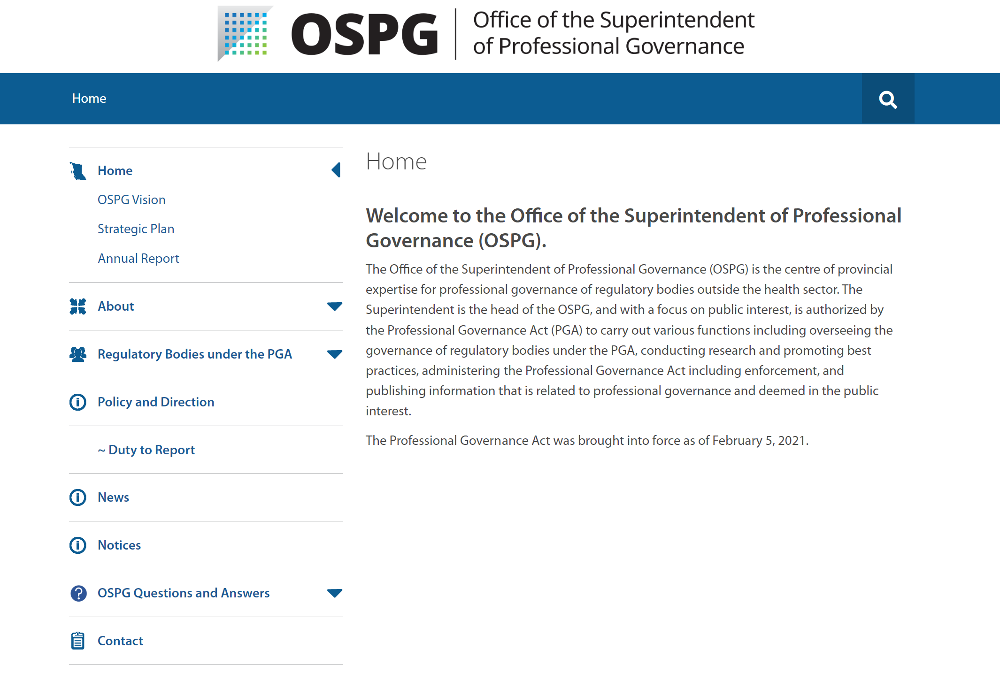 OSPG
Office of the Superintendent
of Professional Governance
Home
Home
OSPG Vision
Strategic Plan
Annual Report
About
Regulatory Bodies under the PGA
Policy and Direction
~ Duty to Report
News
Notices
OSPG Questions and Answers
Contact
Home
Welcome to the Office of the Superintendent of Professional
Governance (OSPG).
The Office of the Superintendent of Professional Governance (OSPG) is the centre of provincial
expertise for professional governance of regulatory bodies outside the health sector. The
Superintendent is the head of the OSPG, and with a focus on public interest, is authorized by
the Professional Governance Act (PGA) to carry out various functions including overseeing the
governance of regulatory bodies under the PGA, conducting research and promoting best
practices, administering the Professional Governance Act including enforcement, and
publishing information that is related to professional governance and deemed in the public
interest.
The Professional Governance Act was brought into force as of February 5, 2021.